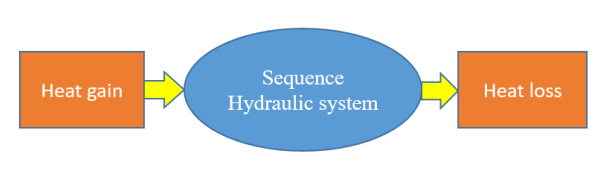 Heat gain
Sequence
Hydraulic system
Heat loss